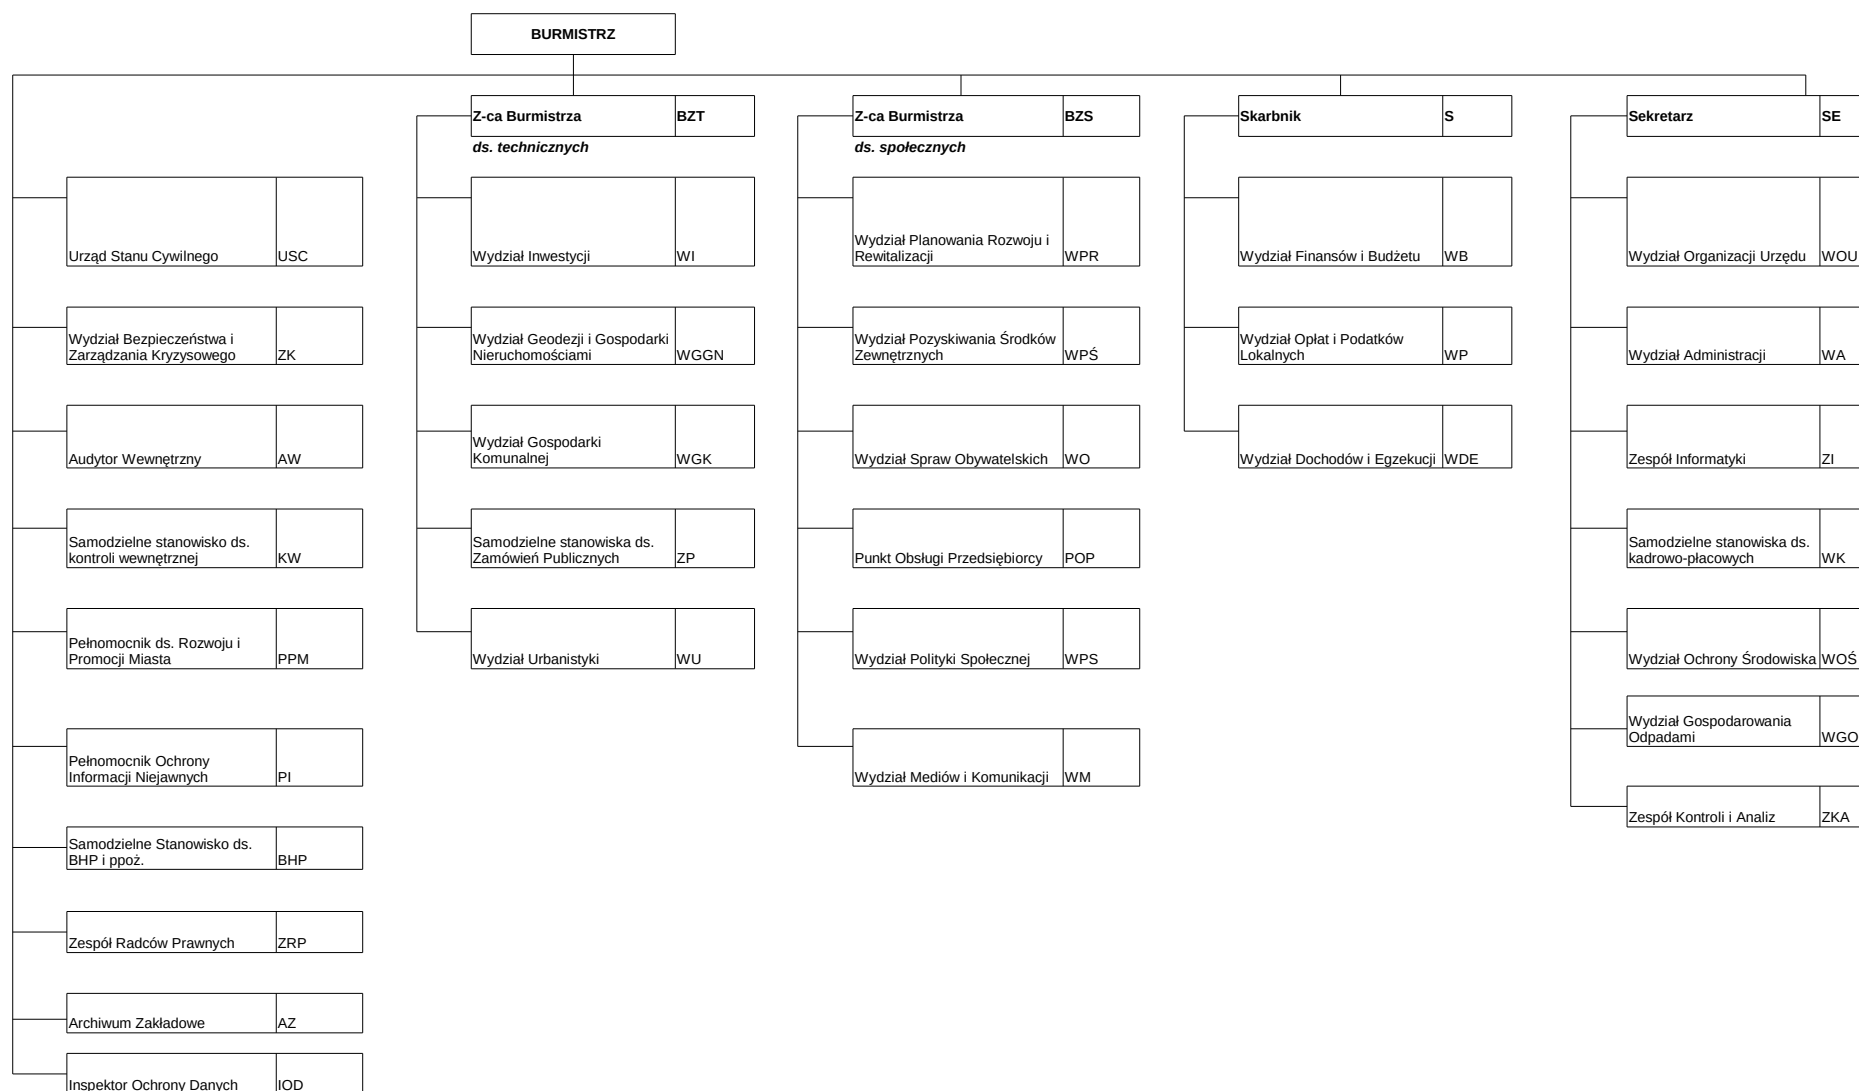 BURMISTRZ
Z-ca Burmistrza BZT
ds. technicznych
Z-ca Burmistrza BZS
ds. społecznych
Skarbnik S
Sekretarz SE
Urząd Stanu Cywilnego USC
Wydział Bezpieczeństwa i
Zarządzania Kryzysowego ZK
Audytor Wewnętrzny AW
Samodzielne stanowisko ds.
kontroli wewnętrznej KW
Pełnomocnik ds. Rozwoju i
Promocji Miasta PPM
Pełnomocnik Ochrony
Informacji Niejawnych PI
Samodzielne Stanowisko ds.
BHP i ppoż. BHP
Zespół Radców Prawnych ZRP
Archiwum Zakładowe AZ
Inspektor Ochrony Danych IOD
Wydział Inwestycji WI
Wydział Geodezji i Gospodarki
Nieruchomościami WGGN
Wydział Gospodarki
Komunalnej WGK
Samodzielne stanowiska ds.
Zamówień Publicznych ZP
Wydział Urbanistyki WU
Wydział Planowania Rozwoju i
Rewitalizacji WPR
Wydział Pozyskiwania Środków
Zewnętrznych WPŚ
Wydział Spraw Obywatelskich WO
Punkt Obsługi Przedsiębiorcy POP
Wydział Polityki Społecznej WPS
Wydział Mediów i Komunikacji WM
Wydział Finansów i Budżetu WB
Wydział Opłat i Podatków
Lokalnych WP
Wydział Dochodów i Egzekucji WDE
Wydział Organizacji Urzędu WOU
Wydział Administracji WA
Zespół Informatyki ZI
Samodzielne stanowiska ds.
kadrowo-płacowych WK
Wydział Ochrony Środowiska WOŚ
Wydział Gospodarowania
Odpadami WGO
Zespół Kontroli i Analiz ZKA